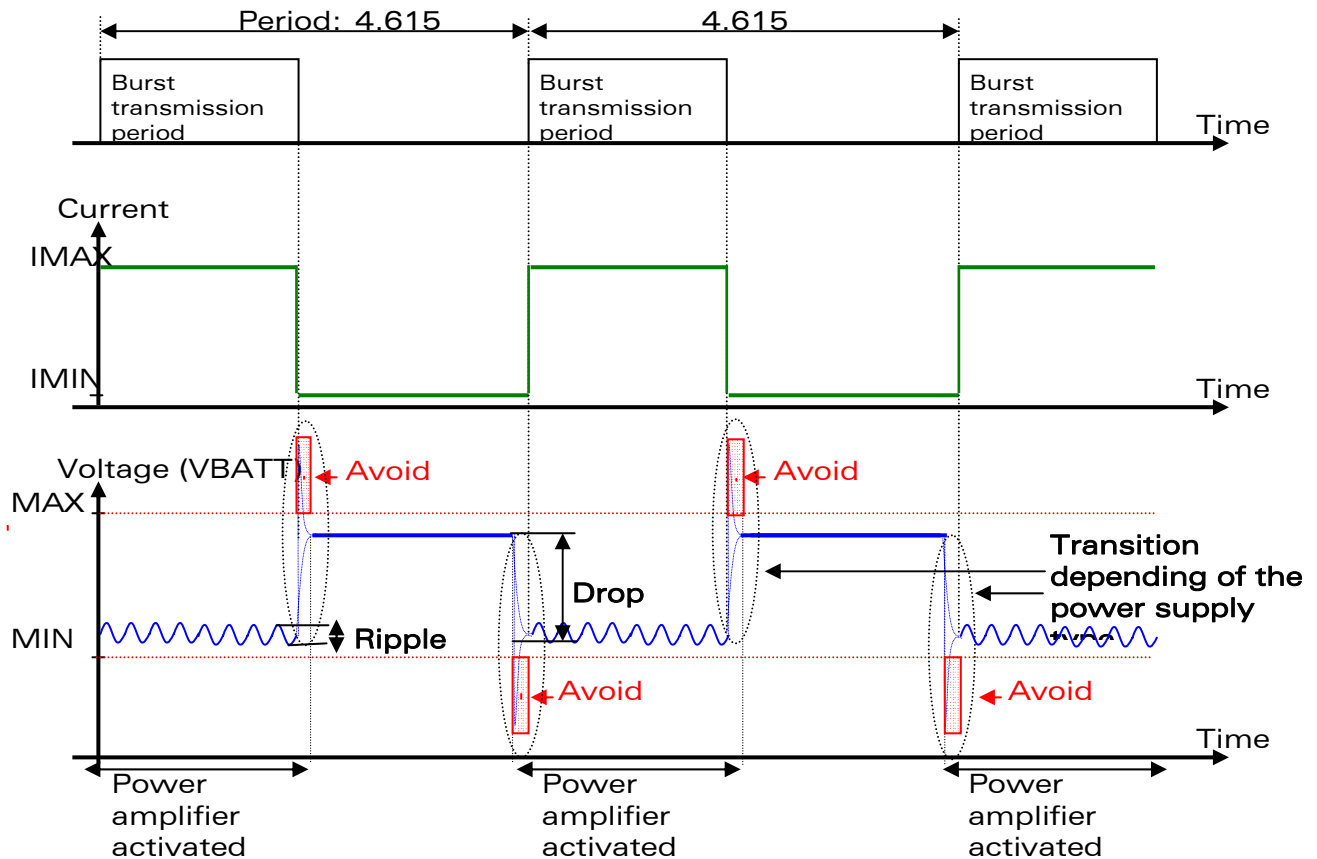 Period: 4.615
4.615
Burst
transmission
period
Burst
transmission
period
Burst
transmission
period
Time
Current
IMAX
IMIN
Time
Voltage (VBATT)
Avoid
Avoid
MAX
Transition
depending of the
power supply
Drop
MIN
Ripple
Avoid
Avoid
Time
Power
amplifier
activated
Power
amplifier
activated
Power
amplifier
activated